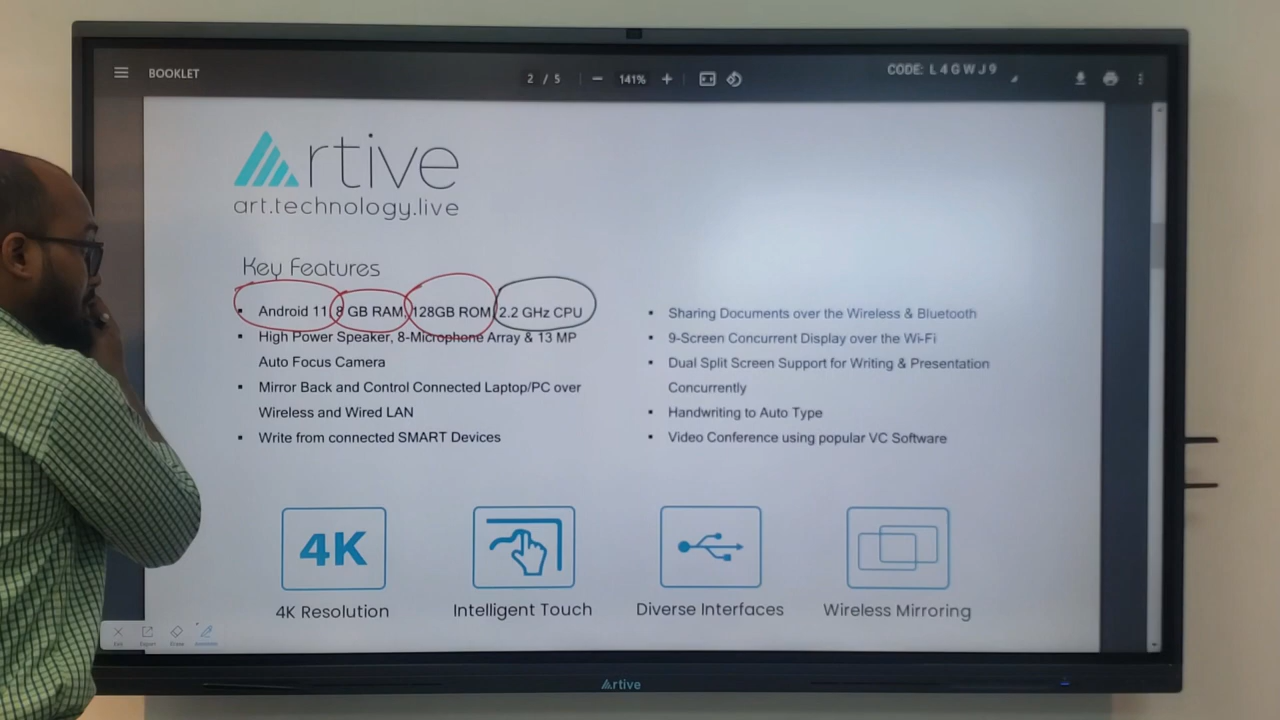 BOOKLET
2 / 5
141%
CODE: L4GWJ9
Artive
art.technology.live
Key Features
Android 11, 8 GB RAM, 128GB ROM, 2.2 GHz CPU
High Power Speaker, 8-Microphone Array & 13 MP
Auto Focus Camera
Mirror Back and Control Connected Laptop/PC over
Wireless and Wired LAN
Write from connected SMART Devices
Sharing Documents over the Wireless & Bluetooth
9-Screen Concurrent Display over the Wi-Fi
Dual Split Screen Support for Writing & Presentation
Concurrently
Handwriting to Auto Type
Video Conference using popular VC Software
4K
4K Resolution
Intelligent Touch
Diverse Interfaces
Wireless Mirroring
Exit
Export
Erase
Artive